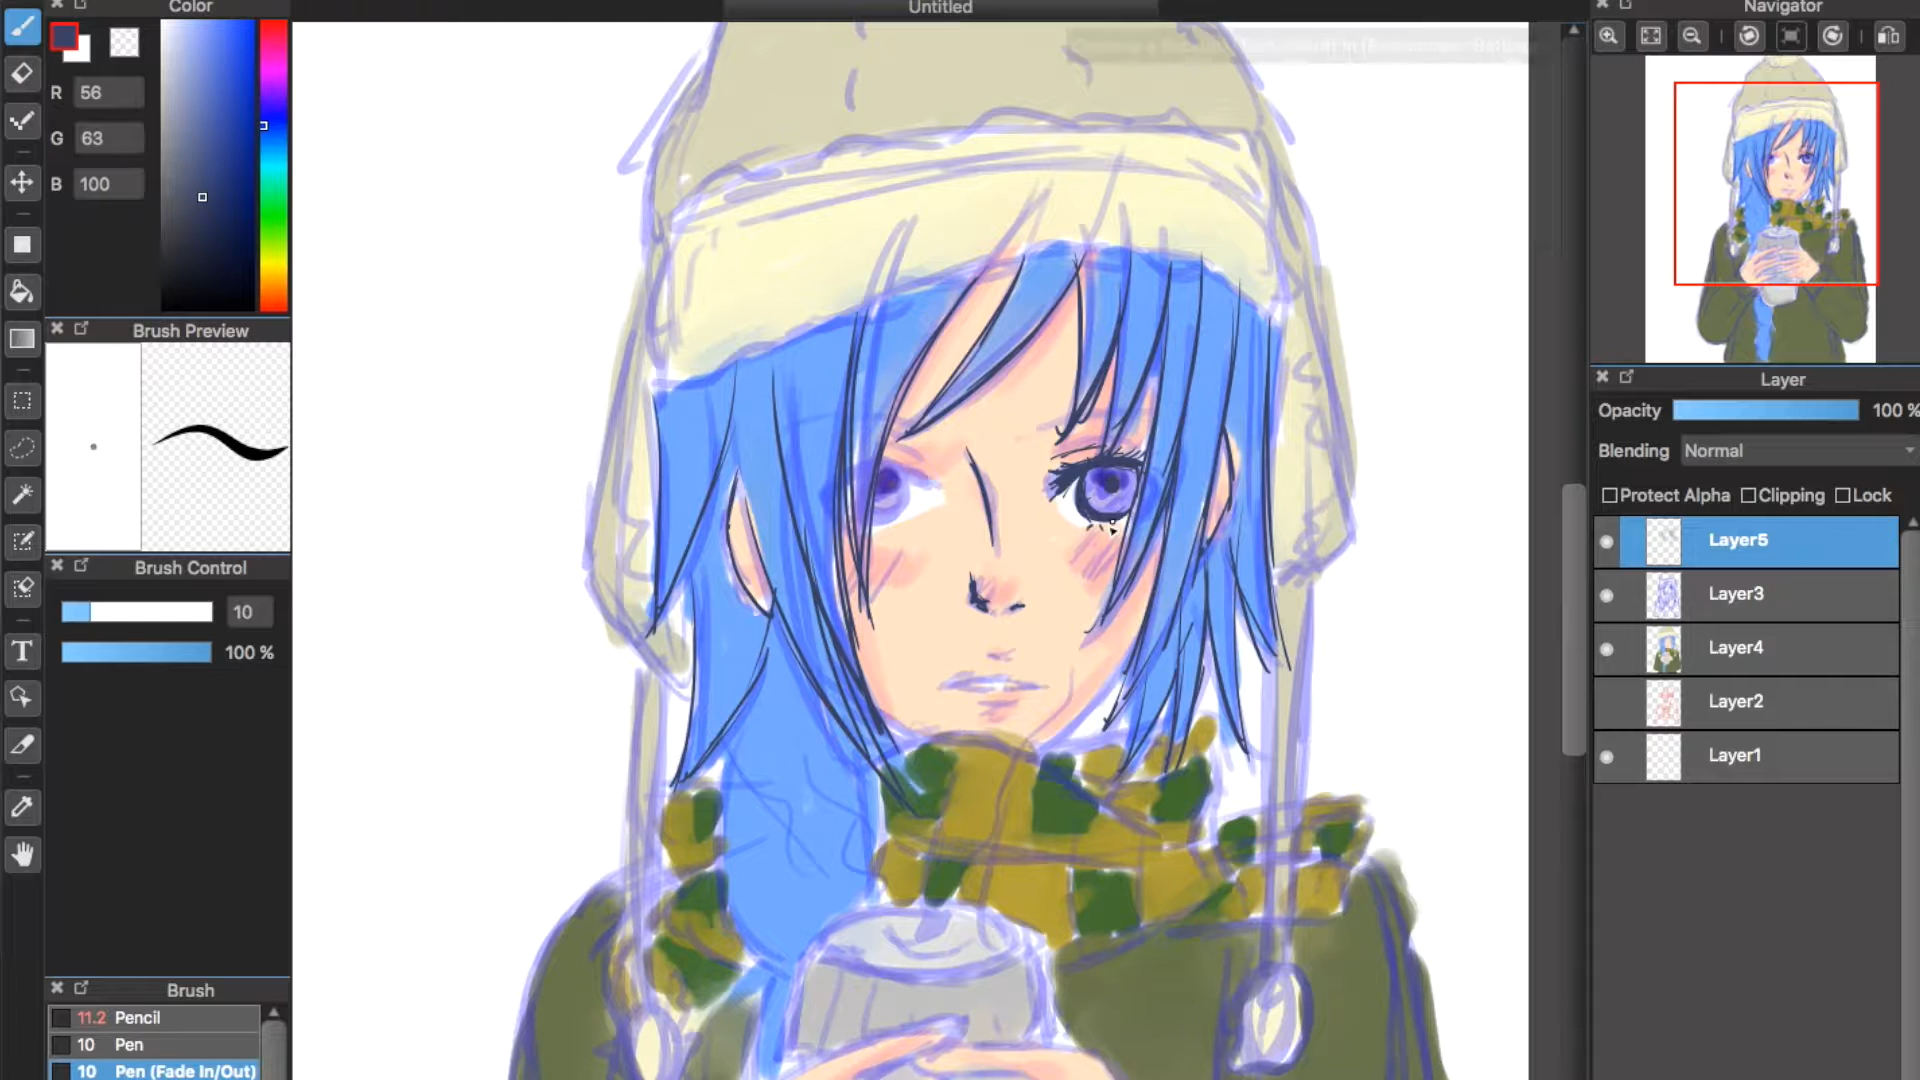 Color
Untitled
Navigator
R 56
G 63
B 100
Brush Preview
Layer
Opacity 100 %
Blending Normal
Protect Alpha Clipping Lock
Layer5
Layer3
Layer4
Layer2
Layer1
Brush Control
10
100 %
T
Brush
11.2 Pencil
10 Pen
10 Pen (Fade In/Out)